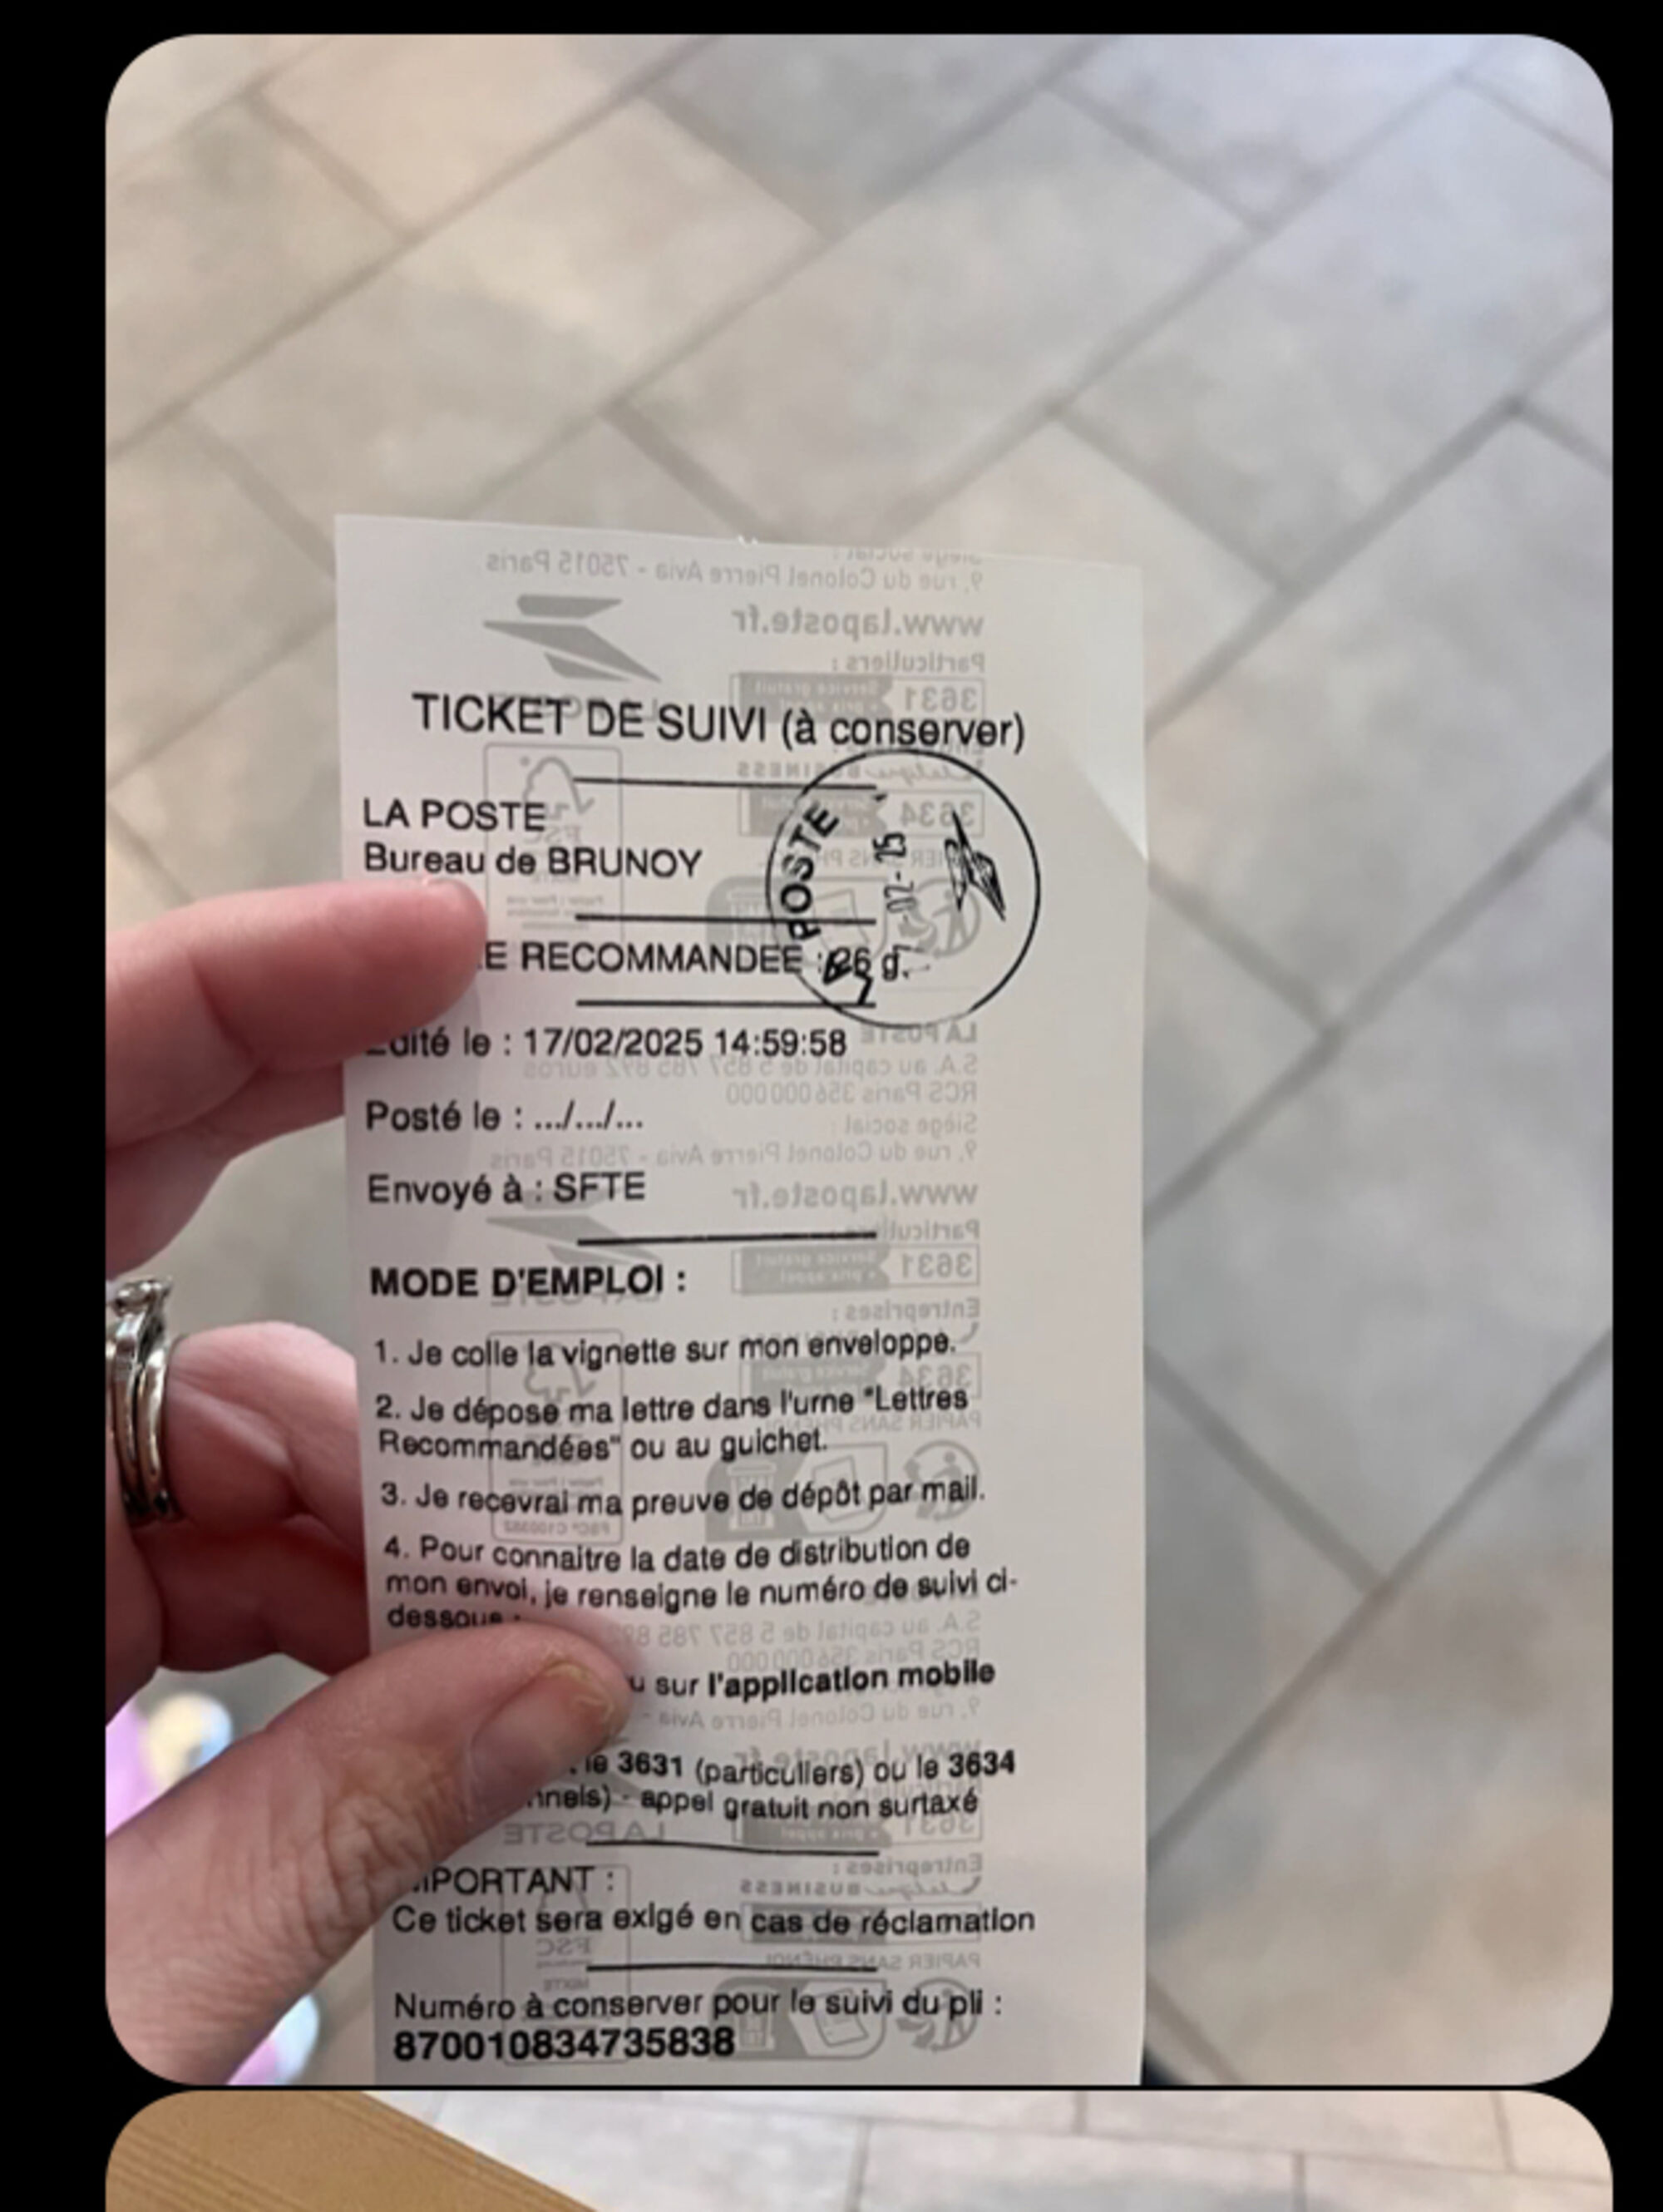 TICKET DE SUIVI (à conserver)
LA POSTE
Bureau de BRUNOY
POSTE
17-02-25
E RECOMMANDEE : 26 g.
Edité le : 17/02/2025 14:59:58
Posté le : .../.../...
Envoyé à : SFTE
MODE D'EMPLOI :
1. Je colle la vignette sur mon enveloppe.
2. Je dépose ma lettre dans l'urne "Lettres
Recommandées" ou au guichet.
3. Je recevrai ma preuve de dépôt par mail.
4. Pour connaitre la date de distribution de
mon envoi, je renseigne le numéro de suivi ci-
dessous :
u sur l'application mobile
le 3631 (particuliers) ou le 3634
nnels) - appel gratuit non surtaxé
IMPORTANT :
Ce ticket sera exigé en cas de réclamation
Numéro à conserver pour le suivi du pli :
870010834735838